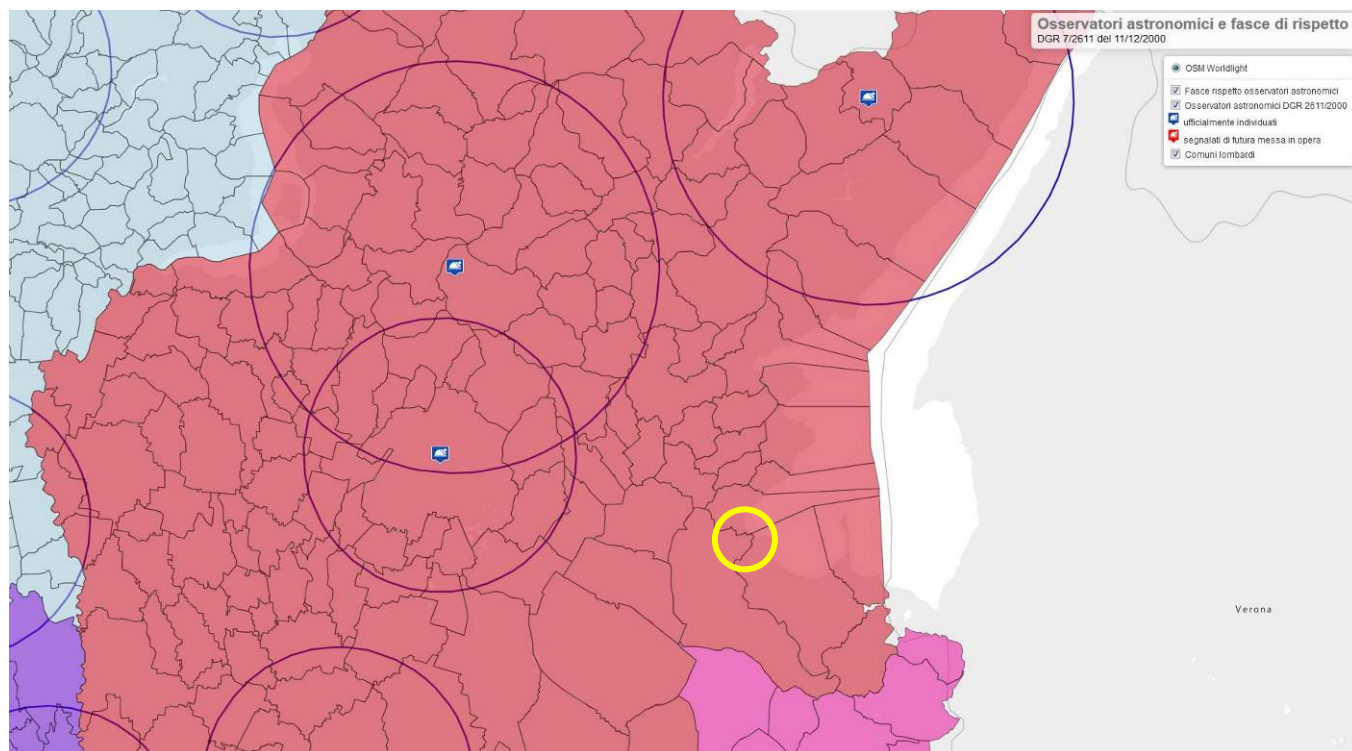 Osservatori astronomici e fasce di rispetto
DGR 7/2611 del 11/12/2000
OSM Worldlight
Fasce rispetto osservatori astronomici
Osservatori astronomici DGR 2611/2000
ufficialmente individuati
segnalati di futura messa in opera
Comuni lombardi
Verona